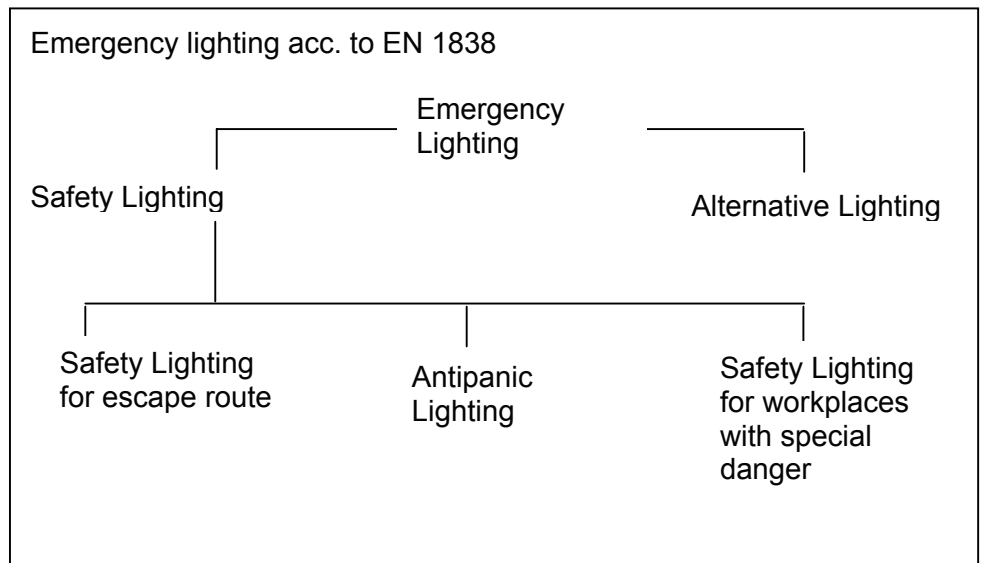 Emergency lighting acc. to EN 1838
Emergency
Lighting
Safety Lighting
Alternative Lighting
Safety Lighting
for escape route
Antipanic
Lighting
Safety Lighting
for workplaces
with special
danger